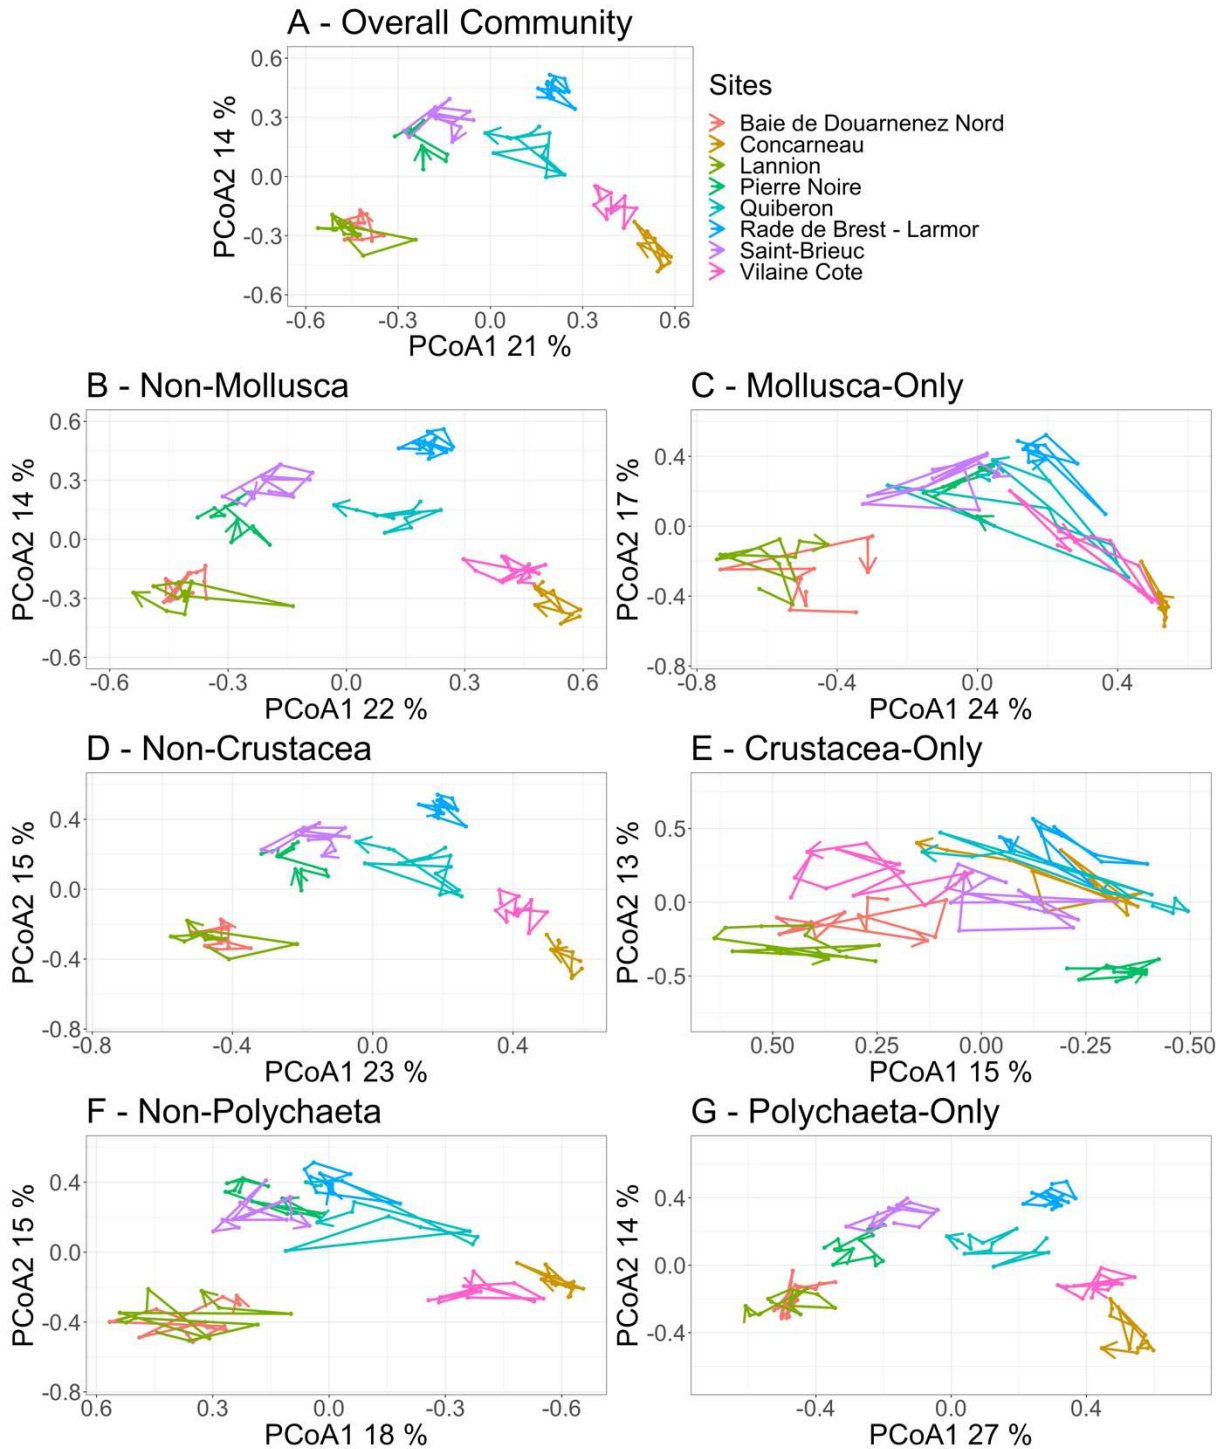 A - Overall Community
0.6
0.3
0.0
-0.3
-0.6
PCoA2 14 %
-0.6 -0.3 0.0 0.3 0.6
PCoA1 21 %
Sites
Baie de Douarnenez Nord
Concarneau
Lannion
Pierre Noire
Quiberon
Rade de Brest - Larmor
Saint-Brieuc
Vilaine Cote
B - Non-Mollusca
0.6
0.3
0.0
-0.3
-0.6
PCoA2 14 %
-0.6 -0.3 0.0 0.3 0.6
PCoA1 22 %
C - Mollusca-Only
0.4
0.0
-0.4
-0.8
PCoA2 17 %
-0.8 -0.4 0.0 0.4
PCoA1 24 %
D - Non-Crustacea
0.4
0.0
-0.4
-0.8
PCoA2 15 %
-0.8 -0.4 0.0 0.4
PCoA1 23 %
E - Crustacea-Only
0.5
0.0
-0.5
PCoA2 13 %
0.50 0.25 0.00 -0.25 -0.50
PCoA1 15 %
F - Non-Polychaeta
0.4
0.0
-0.4
-0.8
PCoA2 15 %
0.6 0.3 0.0 -0.3 -0.6
PCoA1 18 %
G - Polychaeta-Only
0.4
0.0
-0.4
PCoA2 14 %
-0.4 0.0 0.4
PCoA1 27 %